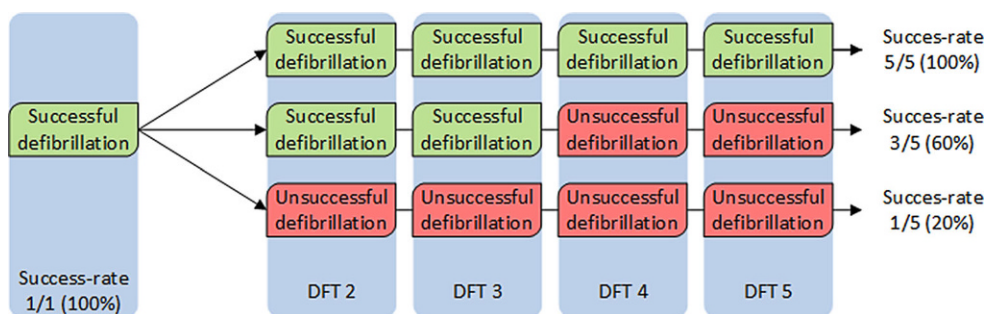 Successful
defibrillation
Success-rate
1/1 (100%)
Successful
defibrillation
Successful
defibrillation
Successful
defibrillation
Successful
defibrillation
Succes-rate
5/5 (100%)
Successful
defibrillation
Successful
defibrillation
Unsuccessful
defibrillation
Unsuccessful
defibrillation
Succes-rate
3/5 (60%)
Unsuccessful
defibrillation
Unsuccessful
defibrillation
Unsuccessful
defibrillation
Unsuccessful
defibrillation
Succes-rate
1/5 (20%)
DFT 2
DFT 3
DFT 4
DFT 5